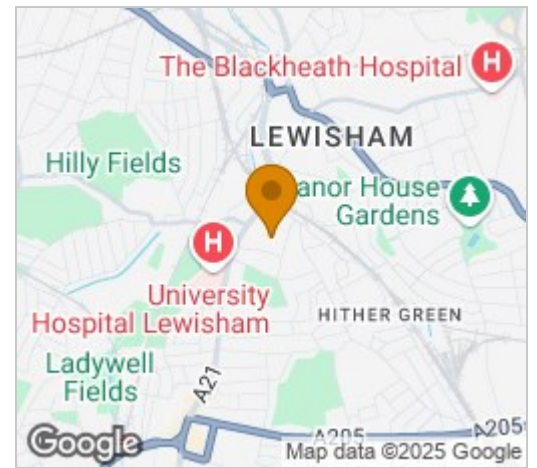 The Blackheath Hospital
H
LEWISHAM
Hilly Fields
anor House
Gardens
H
University
Hospital Lewisham
HITHER GREEN
Ladywell
Fields
A21
A205
A205
Google
Map data ©2025 Google